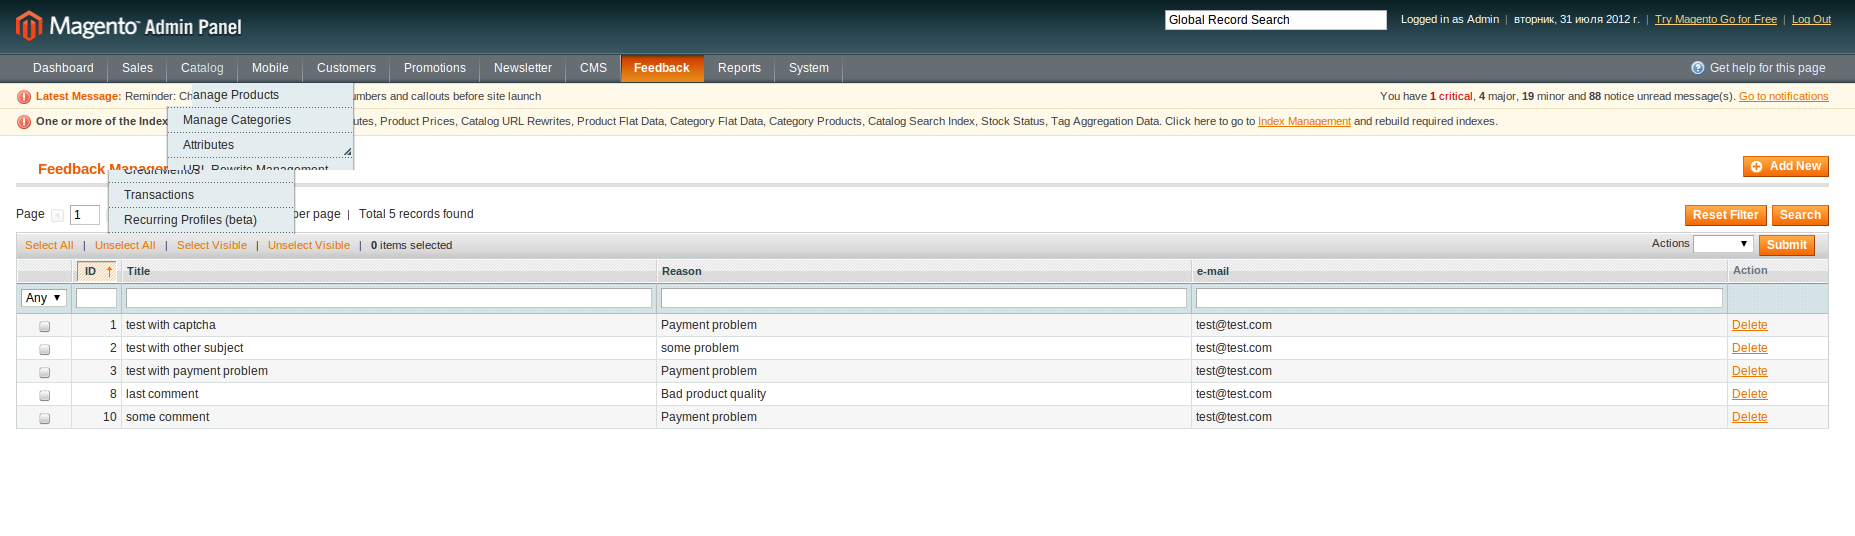 Magento™ Admin Panel
Global Record Search
Logged in as Admin | вторник, 31 июля 2012 г. | Try Magento Go for Free | Log Out
Dashboard Sales Catalog Mobile Customers Promotions Newsletter CMS Feedback Reports System Get help for this page
Latest Message: Reminder: Ch anage Products umbers and callouts before site launch You have 1 critical, 4 major, 19 minor and 88 notice unread message(s). Go to notifications
Manage Categories
One or more of the Index utes, Product Prices, Catalog URL Rewrites, Product Flat Data, Category Flat Data, Category Products, Catalog Search Index, Stock Status, Tag Aggregation Data. Click here to go to Index Management and rebuild required indexes.
Attributes
URL Rewrite Management
Feedback Manager Add New
Credit Memos
Transactions
Recurring Profiles (beta)
Page 1 per page | Total 5 records found Reset Filter Search
Select All | Unselect All | Select Visible | Unselect Visible | 0 items selected Actions Submit
ID Title Reason e-mail Action
Any
1 test with captcha Payment problem test@test.com Delete
2 test with other subject some problem test@test.com Delete
3 test with payment problem Payment problem test@test.com Delete
8 last comment Bad product quality test@test.com Delete
10 some comment Payment problem test@test.com Delete